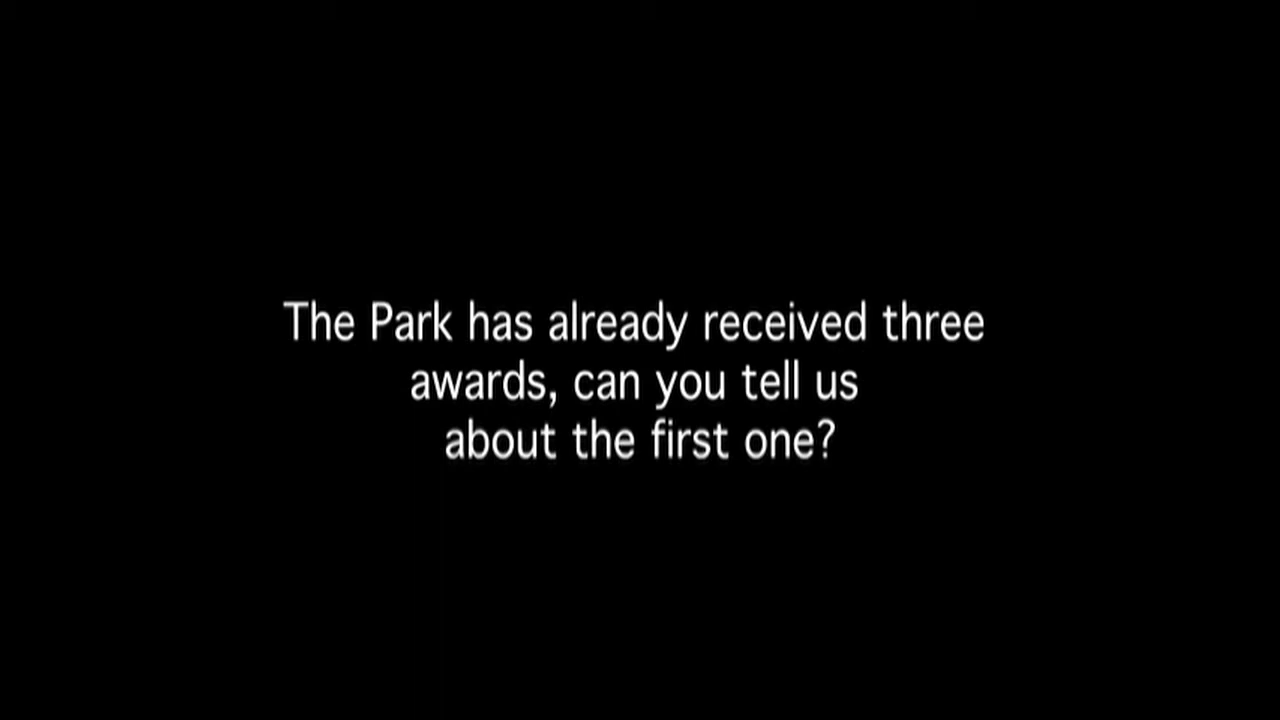 The Park has already received three
awards, can you tell us
about the first one?